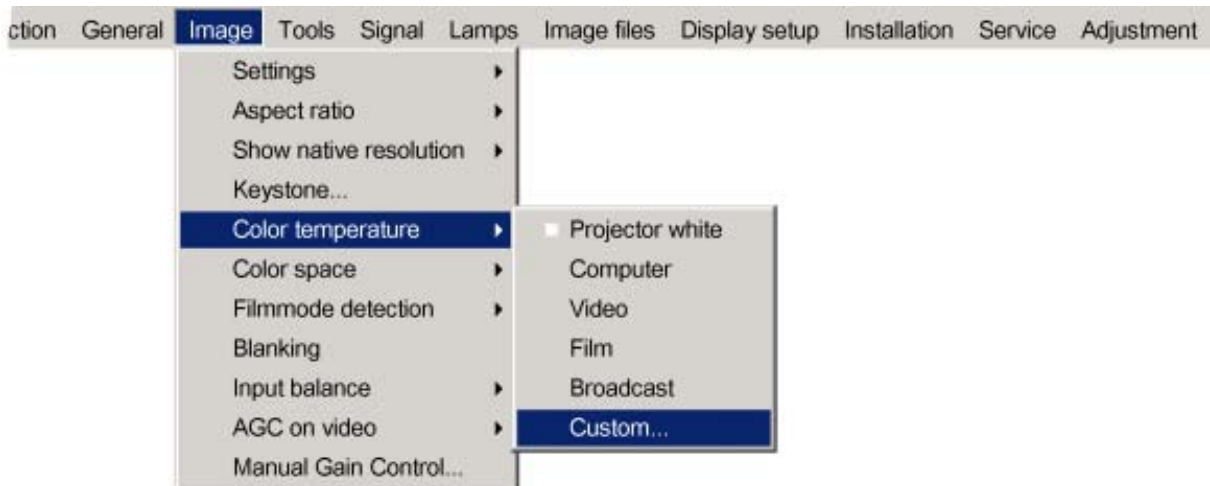 ction General Image Tools Signal Lamps Image files Display setup Installation Service Adjustment
Settings
Aspect ratio
Show native resolution
Keystone...
Color temperature
Color space
Filmmode detection
Blanking
Input balance
AGC on video
Manual Gain Control...
Projector white
Computer
Video
Film
Broadcast
Custom...